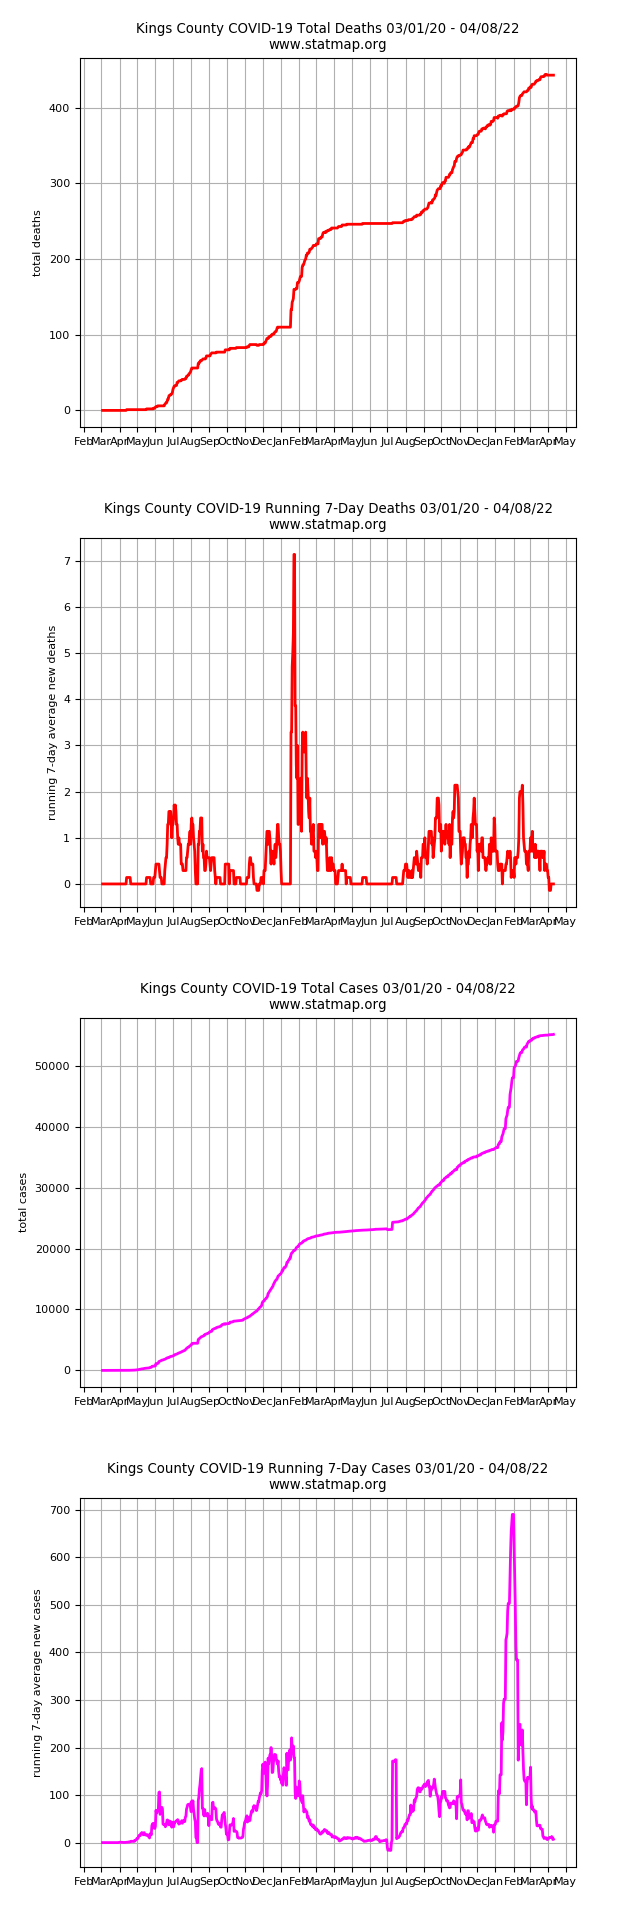 Kings County COVID-19 Total Deaths 03/01/20 - 04/08/22
www.statmap.org
total deaths
400
300
200
100
0
Feb Mar Apr May Jun Jul Aug Sep Oct Nov Dec Jan Feb Mar Apr May Jun Jul Aug Sep Oct Nov Dec Jan Feb Mar Apr May
Kings County COVID-19 Running 7-Day Deaths 03/01/20 - 04/08/22
www.statmap.org
running 7-day average new deaths
7
6
5
4
3
2
1
0
Feb Mar Apr May Jun Jul Aug Sep Oct Nov Dec Jan Feb Mar Apr May Jun Jul Aug Sep Oct Nov Dec Jan Feb Mar Apr May
Kings County COVID-19 Total Cases 03/01/20 - 04/08/22
www.statmap.org
total cases
50000
40000
30000
20000
10000
0
Feb Mar Apr May Jun Jul Aug Sep Oct Nov Dec Jan Feb Mar Apr May Jun Jul Aug Sep Oct Nov Dec Jan Feb Mar Apr May
Kings County COVID-19 Running 7-Day Cases 03/01/20 - 04/08/22
www.statmap.org
running 7-day average new cases
700
600
500
400
300
200
100
0
Feb Mar Apr May Jun Jul Aug Sep Oct Nov Dec Jan Feb Mar Apr May Jun Jul Aug Sep Oct Nov Dec Jan Feb Mar Apr May